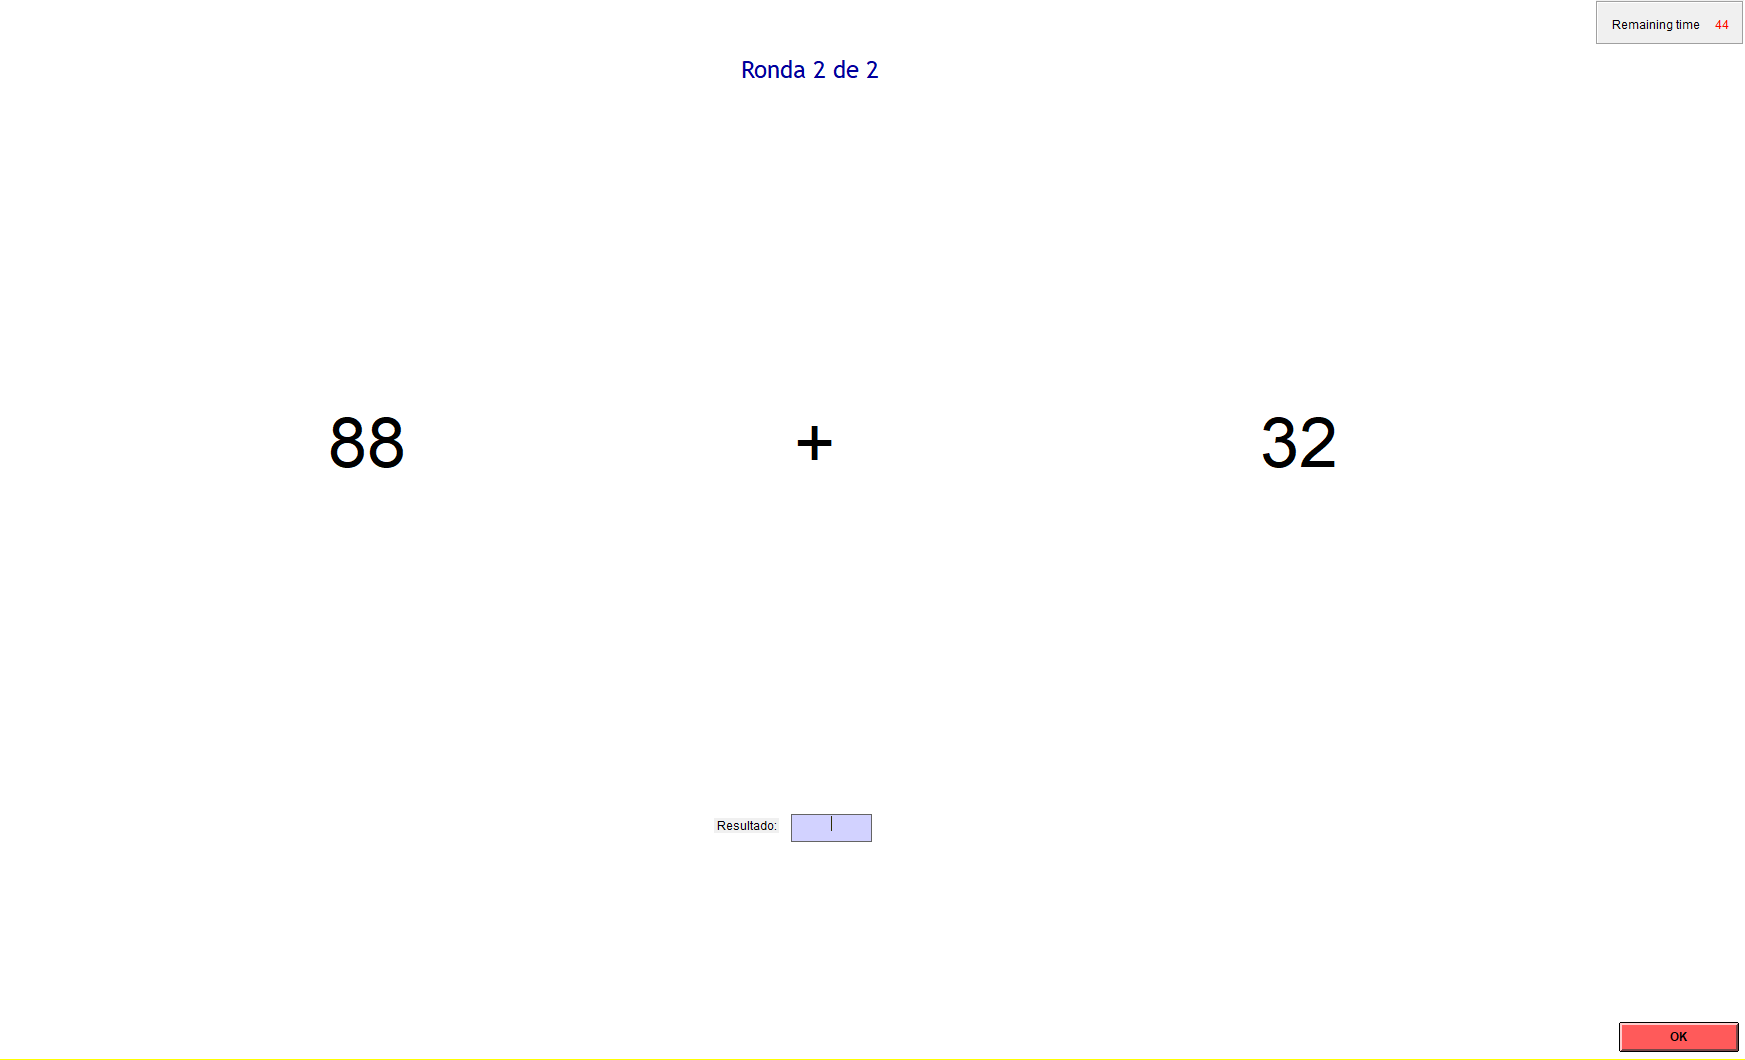 Remaining time 44
Ronda 2 de 2
88 + 32
Resultado:
OK